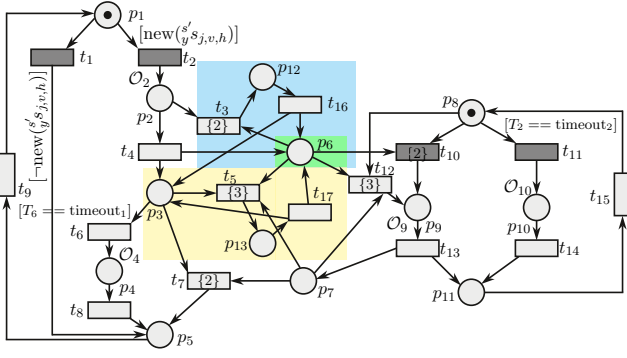 p₁
[new(ˢ′ᵧs_{j,v,h})]
t₁
t₂
p₁₂
𝒪₂
t₃
t₁₆
p₈
p₂
{2}
[T₂ == timeout₂]
[¬new(ˢ′ᵧs_{j,v,h})]
p₆
t₄
[2]
t₁₀
t₁₁
t₅
t₁₂
t₉
{3}
{3}
t₁₅
p₃
t₁₇
𝒪₁₀
[T₆ == timeout₁]
𝒪₉
p₉
p₁₀
t₆
p₁₃
𝒪₄
t₁₃
t₁₄
t₇
{2}
p₇
p₄
p₁₁
t₈
p₅